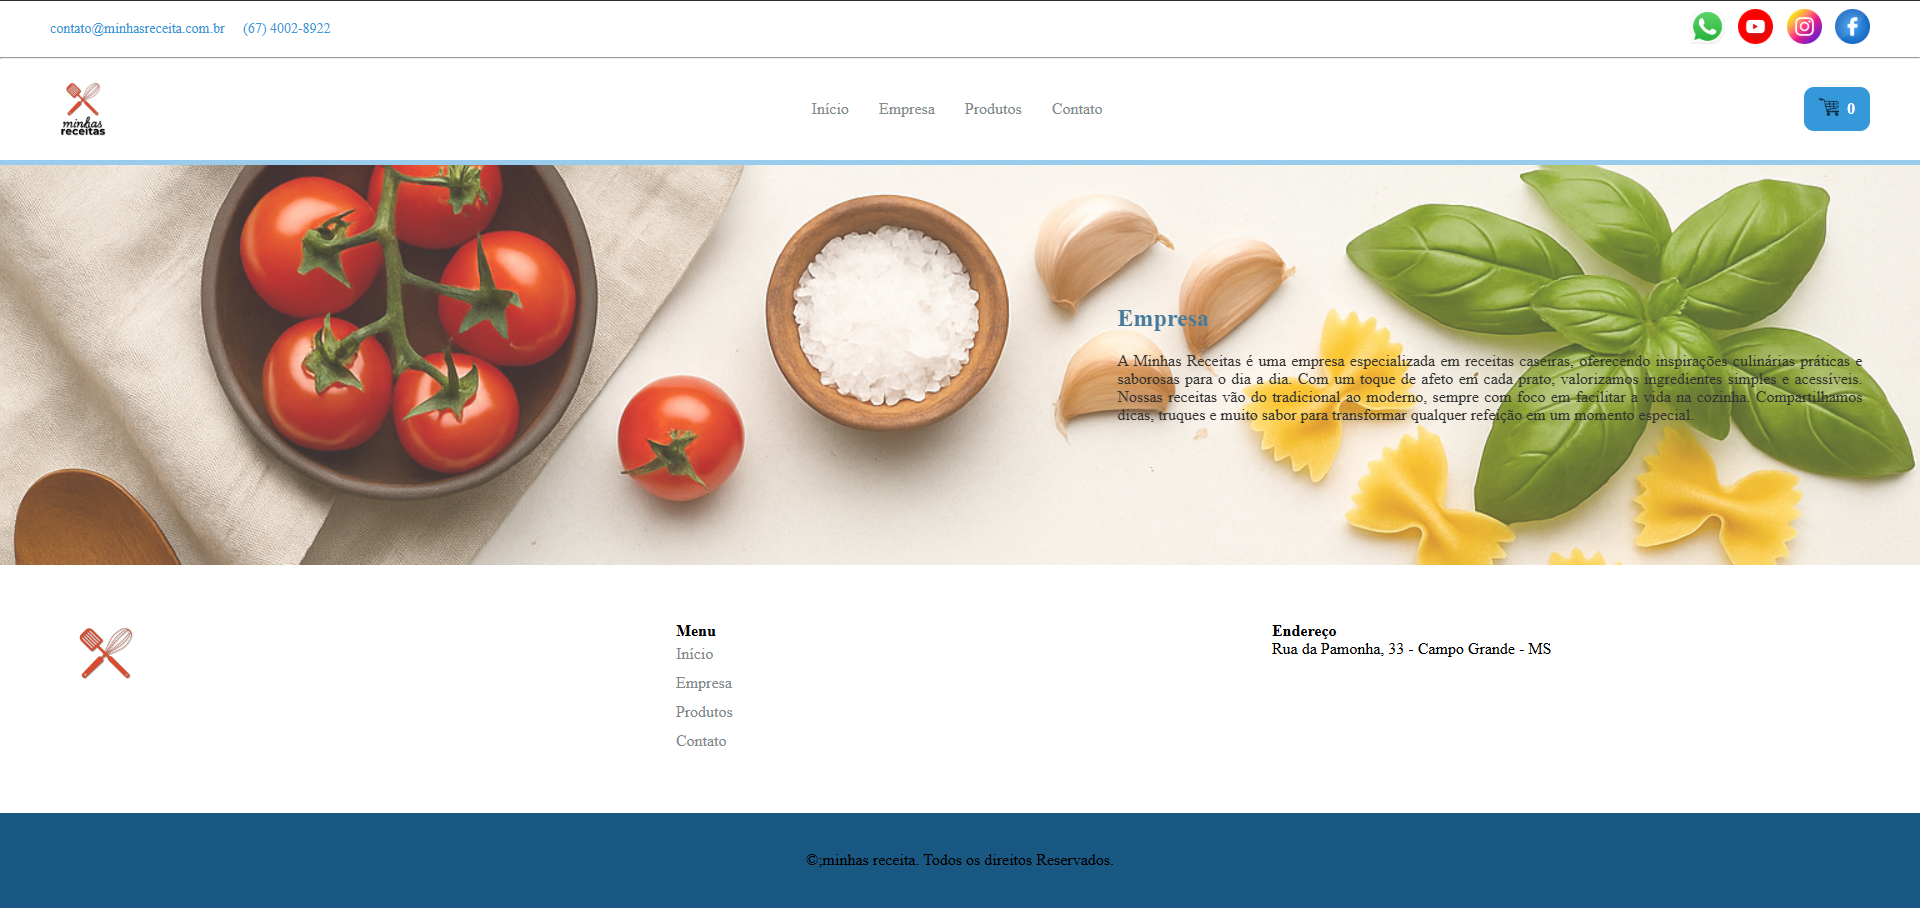 contato@minhasreceita.com.br (67) 4002-8922
minhas
receitas
Início Empresa Produtos Contato
0
Empresa
A Minhas Receitas é uma empresa especializada em receitas caseiras, oferecendo inspirações culinárias práticas e
saborosas para o dia a dia. Com um toque de afeto em cada prato, valorizamos ingredientes simples e acessíveis.
Nossas receitas vão do tradicional ao moderno, sempre com foco em facilitar a vida na cozinha. Compartilhamos
dicas, truques e muito sabor para transformar qualquer refeição em um momento especial.
Menu
Início
Empresa
Produtos
Contato
Endereço
Rua da Pamonha, 33 - Campo Grande - MS
©;minhas receita. Todos os direitos Reservados.